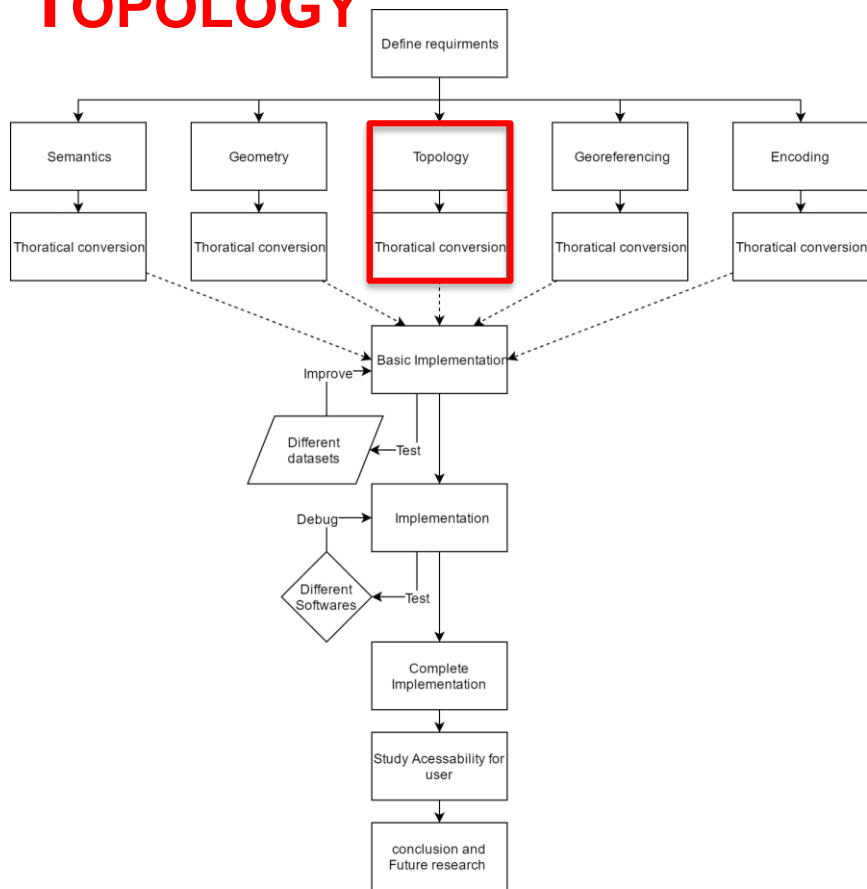 TOPOLOGY
Define requirments
Semantics
Geometry
Topology
Georeferencing
Encoding
Thoratical conversion
Thoratical conversion
Thoratical conversion
Thoratical conversion
Thoratical conversion
Basic Implementation
Improve
Different
datasets
Test
Implementation
Debug
Different
Softwares
Test
Complete
Implementation
Study Acessability for
user
conclusion and
Future research